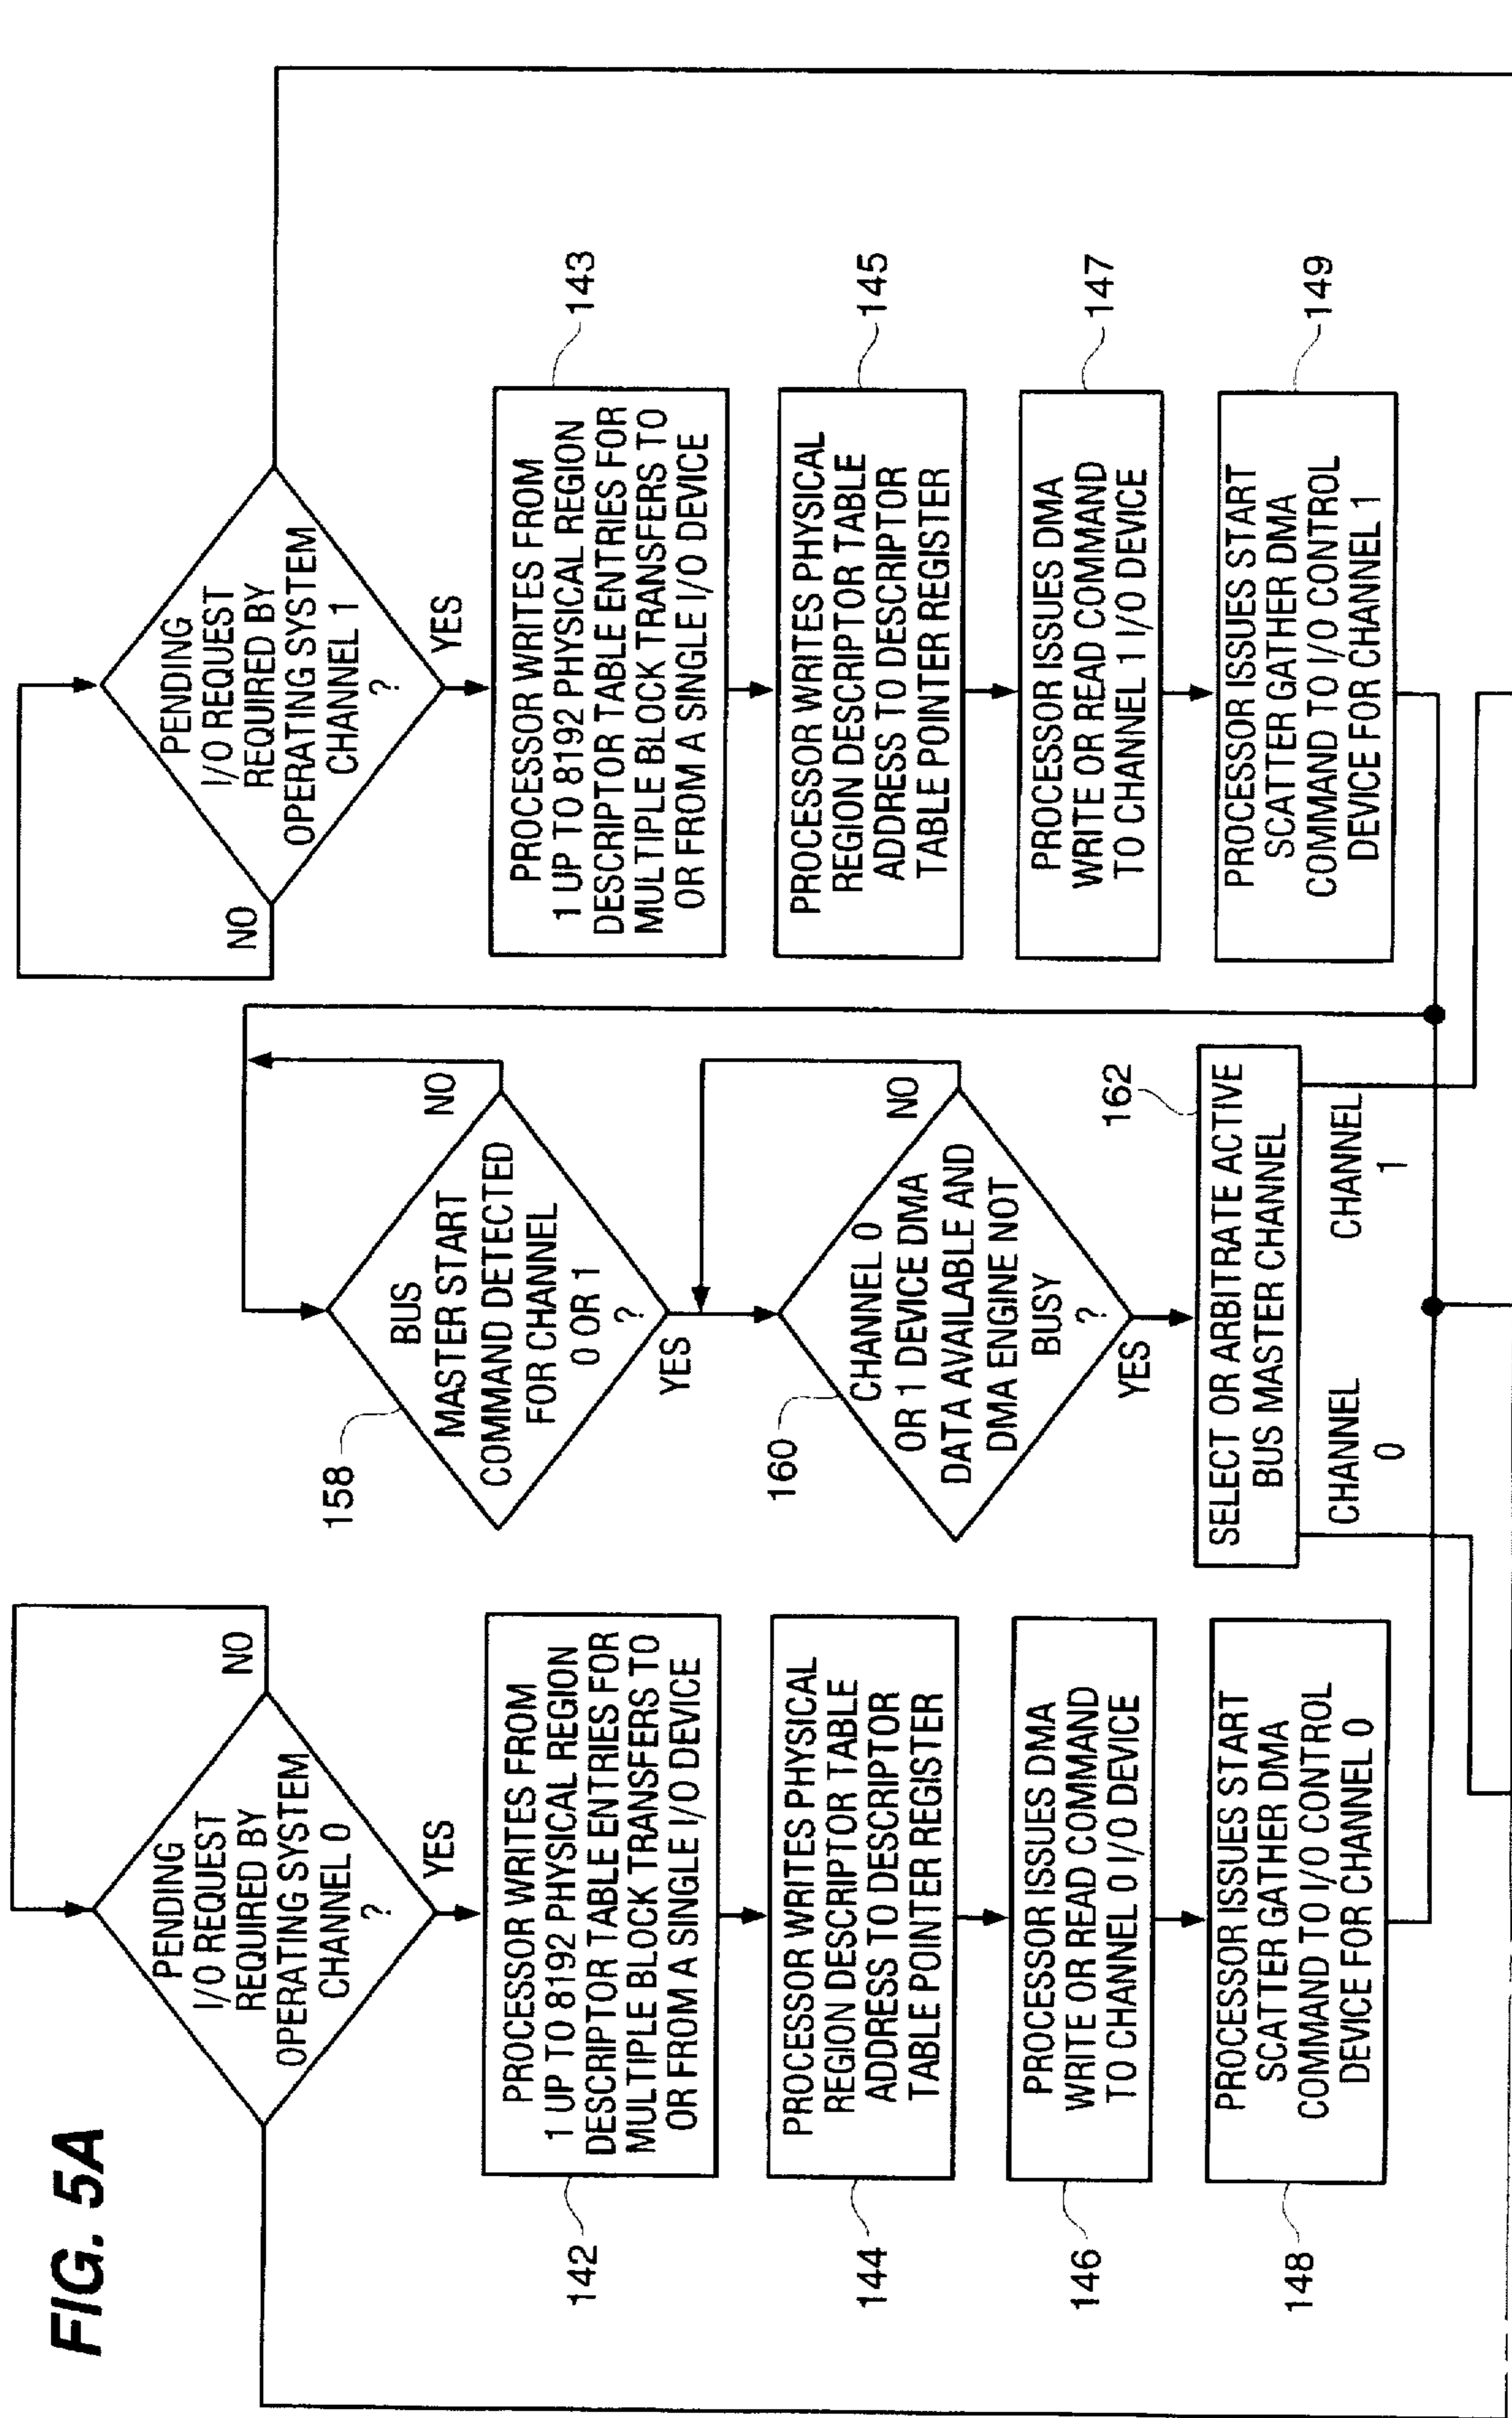 FIG. 5A
PENDING
I/O REQUEST
REQUIRED BY
OPERATING SYSTEM
CHANNEL 0
?
NO
YES
142
PROCESSOR WRITES FROM
1 UP TO 8192 PHYSICAL REGION
DESCRIPTOR TABLE ENTRIES FOR
MULTIPLE BLOCK TRANSFERS TO
OR FROM A SINGLE I/O DEVICE
144
PROCESSOR WRITES PHYSICAL
REGION DESCRIPTOR TABLE
ADDRESS TO DESCRIPTOR
TABLE POINTER REGISTER
146
PROCESSOR ISSUES DMA
WRITE OR READ COMMAND
TO CHANNEL 0 I/O DEVICE
148
PROCESSOR ISSUES START
SCATTER GATHER DMA
COMMAND TO I/O CONTROL
DEVICE FOR CHANNEL 0
158
BUS
MASTER START
COMMAND DETECTED
FOR CHANNEL
0 OR 1
?
NO
YES
160
CHANNEL 0
OR 1 DEVICE DMA
DATA AVAILABLE AND
DMA ENGINE NOT
BUSY
?
NO
YES
162
SELECT OR ARBITRATE ACTIVE
BUS MASTER CHANNEL
CHANNEL
0
CHANNEL
1
PENDING
I/O REQUEST
REQUIRED BY
OPERATING SYSTEM
CHANNEL 1
?
NO
YES
PROCESSOR WRITES FROM
1 UP TO 8192 PHYSICAL REGION
DESCRIPTOR TABLE ENTRIES FOR
MULTIPLE BLOCK TRANSFERS TO
OR FROM A SINGLE I/O DEVICE
143
PROCESSOR WRITES PHYSICAL
REGION DESCRIPTOR TABLE
ADDRESS TO DESCRIPTOR
TABLE POINTER REGISTER
145
PROCESSOR ISSUES DMA
WRITE OR READ COMMAND
TO CHANNEL 1 I/O DEVICE
147
PROCESSOR ISSUES START
SCATTER GATHER DMA
COMMAND TO I/O CONTROL
DEVICE FOR CHANNEL 1
149